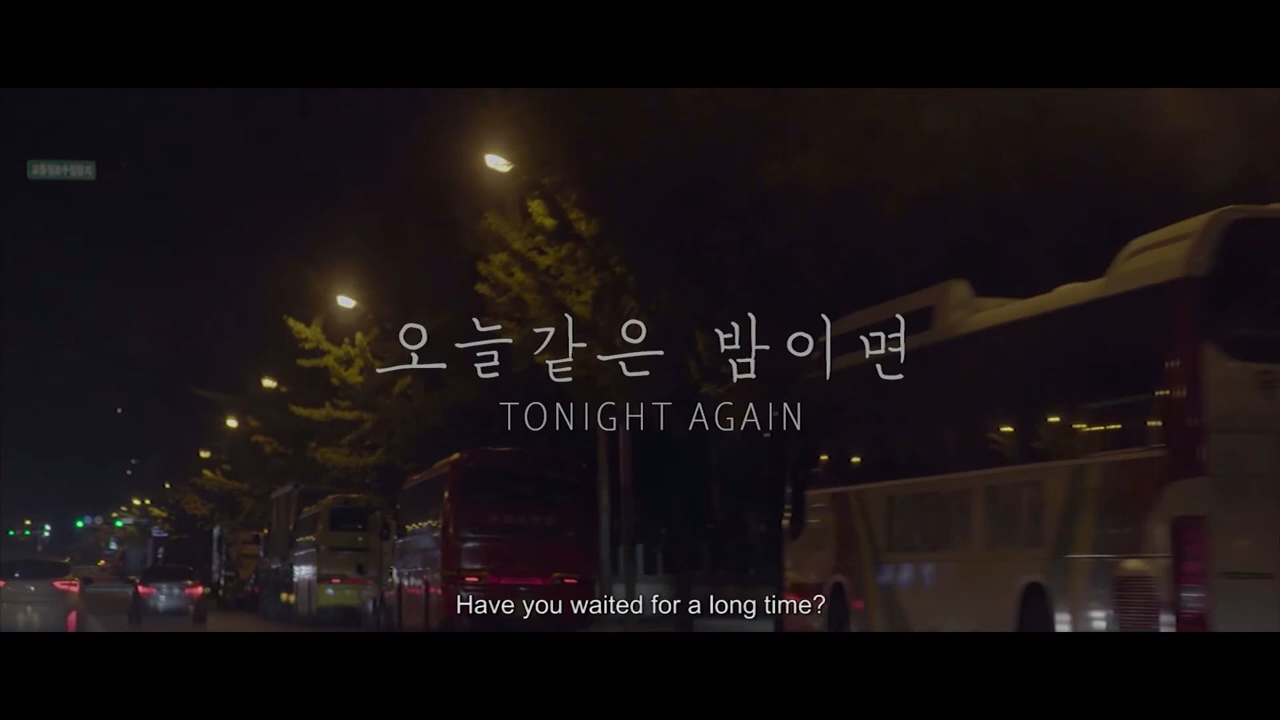 오늘같은 밤이면
TONIGHT AGAIN
Have you waited for a long time?